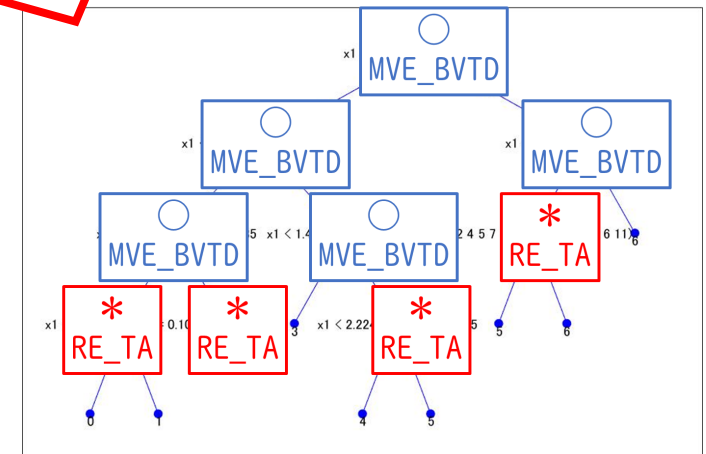 x1
MVE_BVTD
x1
MVE_BVTD
x1
MVE_BVTD
MVE_BVTD
5 x1 < 1.4
MVE_BVTD
2 4 5 7
*
RE_TA
6 11)
6
x1
*
RE_TA
0.10
*
RE_TA
3
x1 < 2.224
*
RE_TA
5
5
6
0
1
4
5